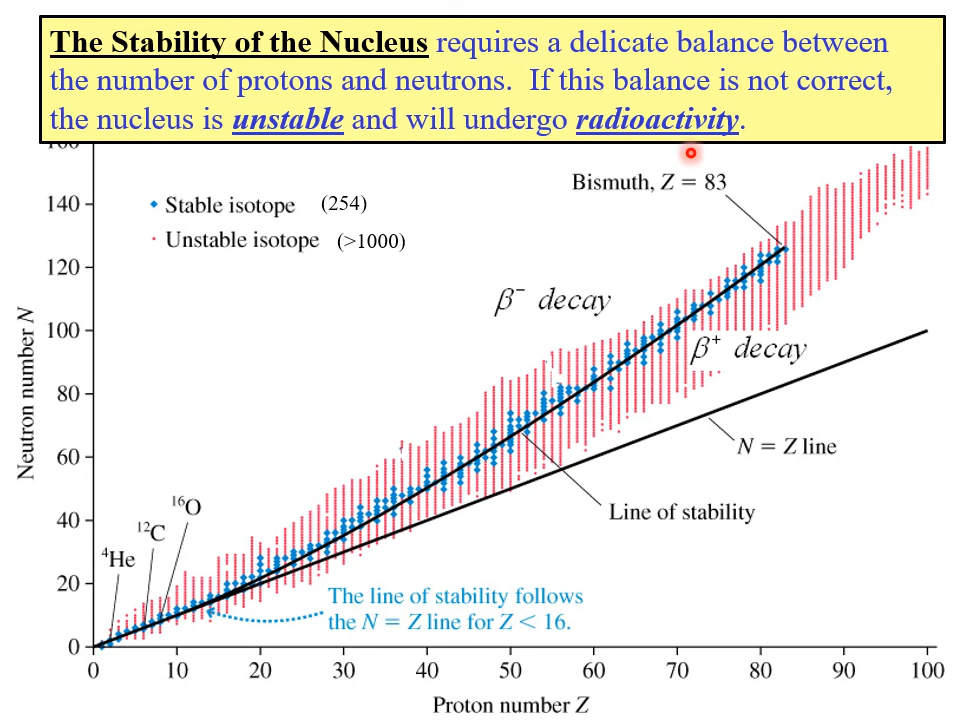 The Stability of the Nucleus requires a delicate balance between
the number of protons and neutrons. If this balance is not correct,
the nucleus is unstable and will undergo radioactivity.
Bismuth, Z = 83
Stable isotope (254)
Unstable isotope (>1000)
β⁻ decay
β⁺ decay
N = Z line
Line of stability
¹⁶O
¹²C
⁴He
The line of stability follows
the N = Z line for Z < 16.
Neutron number N
140
120
100
80
60
40
20
0
0 10 20 30 40 50 60 70 80 90 100
Proton number Z